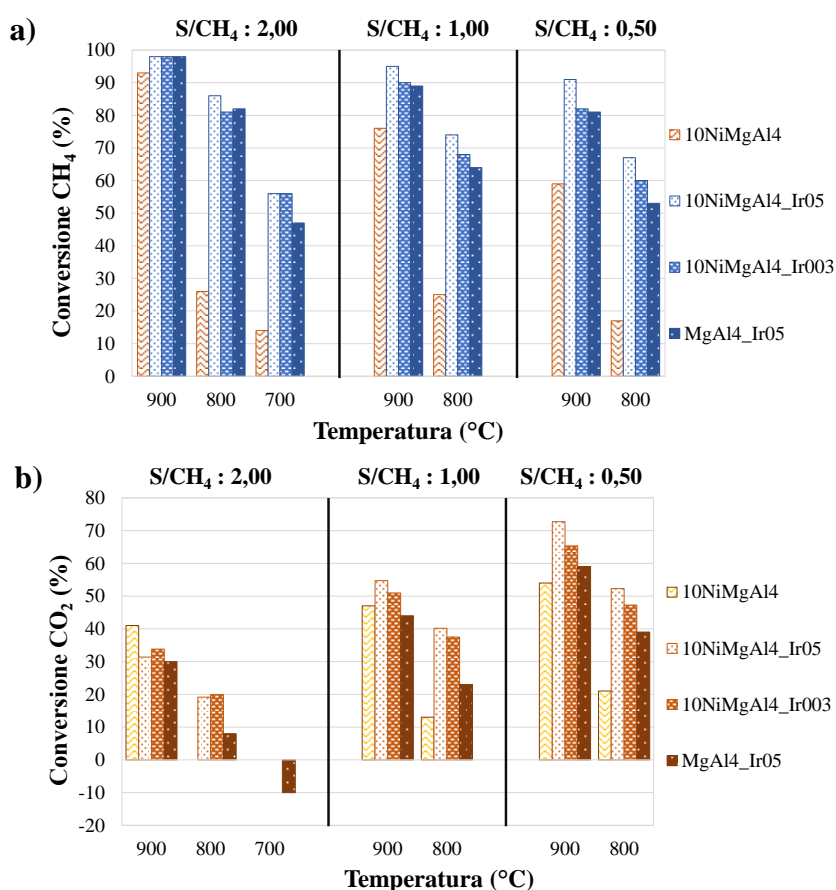 a)
S/CH₄ : 2,00 S/CH₄ : 1,00 S/CH₄ : 0,50
Conversione CH₄ (%)
100
90
80
70
60
50
40
30
20
10
0
900 800 700 900 800 900 800
Temperatura (°C)
10NiMgAl4
10NiMgAl4_Ir05
10NiMgAl4_Ir003
MgAl4_Ir05
b)
S/CH₄ : 2,00 S/CH₄ : 1,00 S/CH₄ : 0,50
Conversione CO₂ (%)
80
70
60
50
40
30
20
10
0
-10
-20
900 800 700 900 800 900 800
Temperatura (°C)
10NiMgAl4
10NiMgAl4_Ir05
10NiMgAl4_Ir003
MgAl4_Ir05